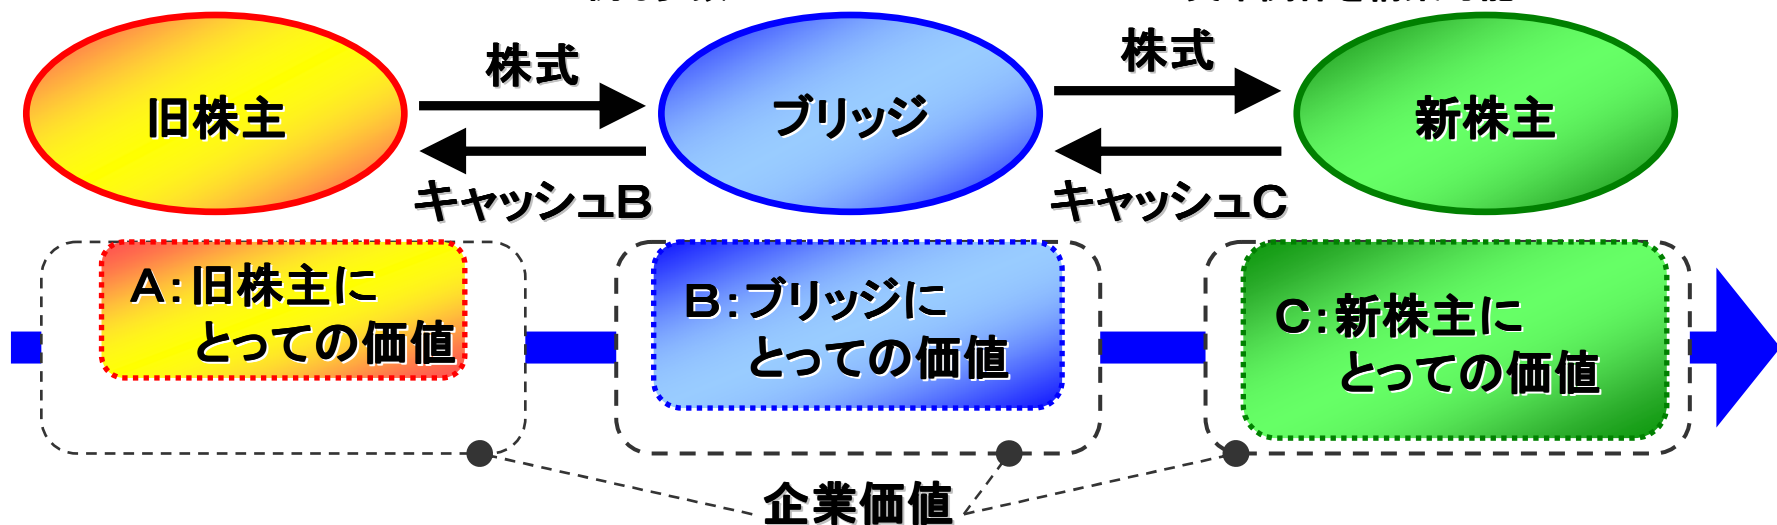 株式
株式
旧株主
ブリッジ
新株主
キャッシュB
キャッシュC
A:旧株主に
とっての価値
B:ブリッジに
とっての価値
C:新株主に
とっての価値
企業価値